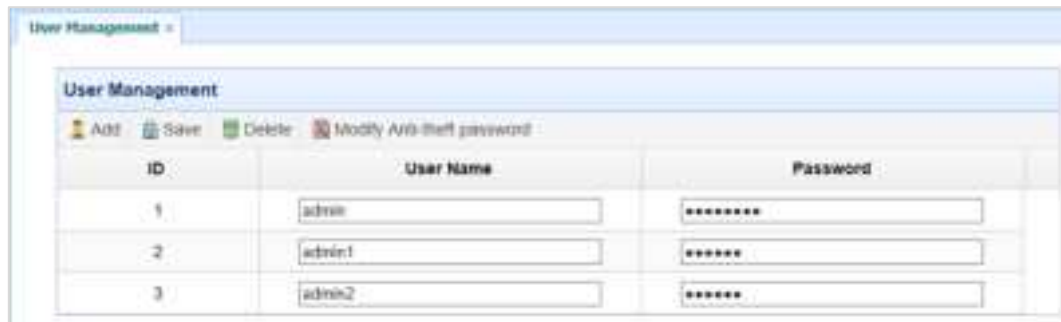 User Management ×
User Management
Add Save Delete Modify Anti-theft password
ID User Name Password
1 admin ••••••••
2 admin1 ••••••
3 admin2 ••••••